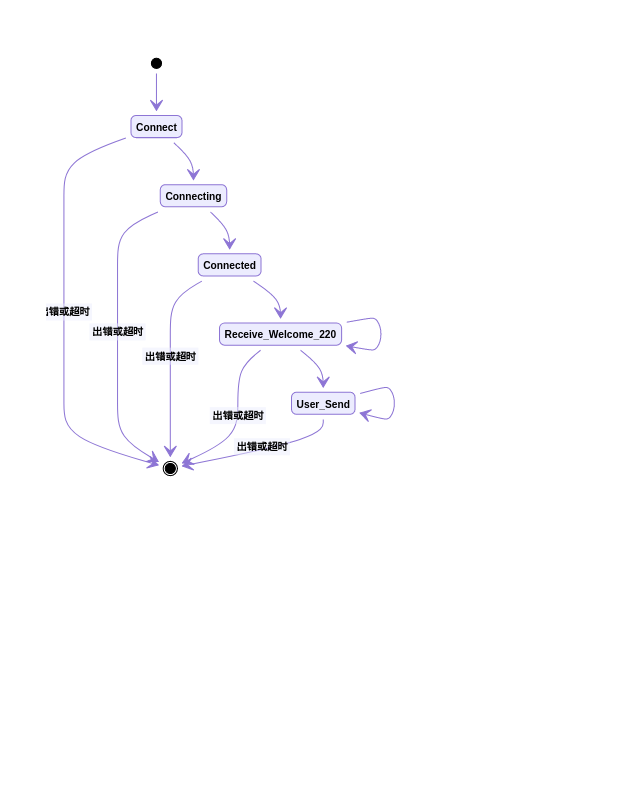 Connect
Connecting
Connected
出错或超时
出错或超时
Receive_Welcome_220
出错或超时
User_Send
出错或超时
出错或超时